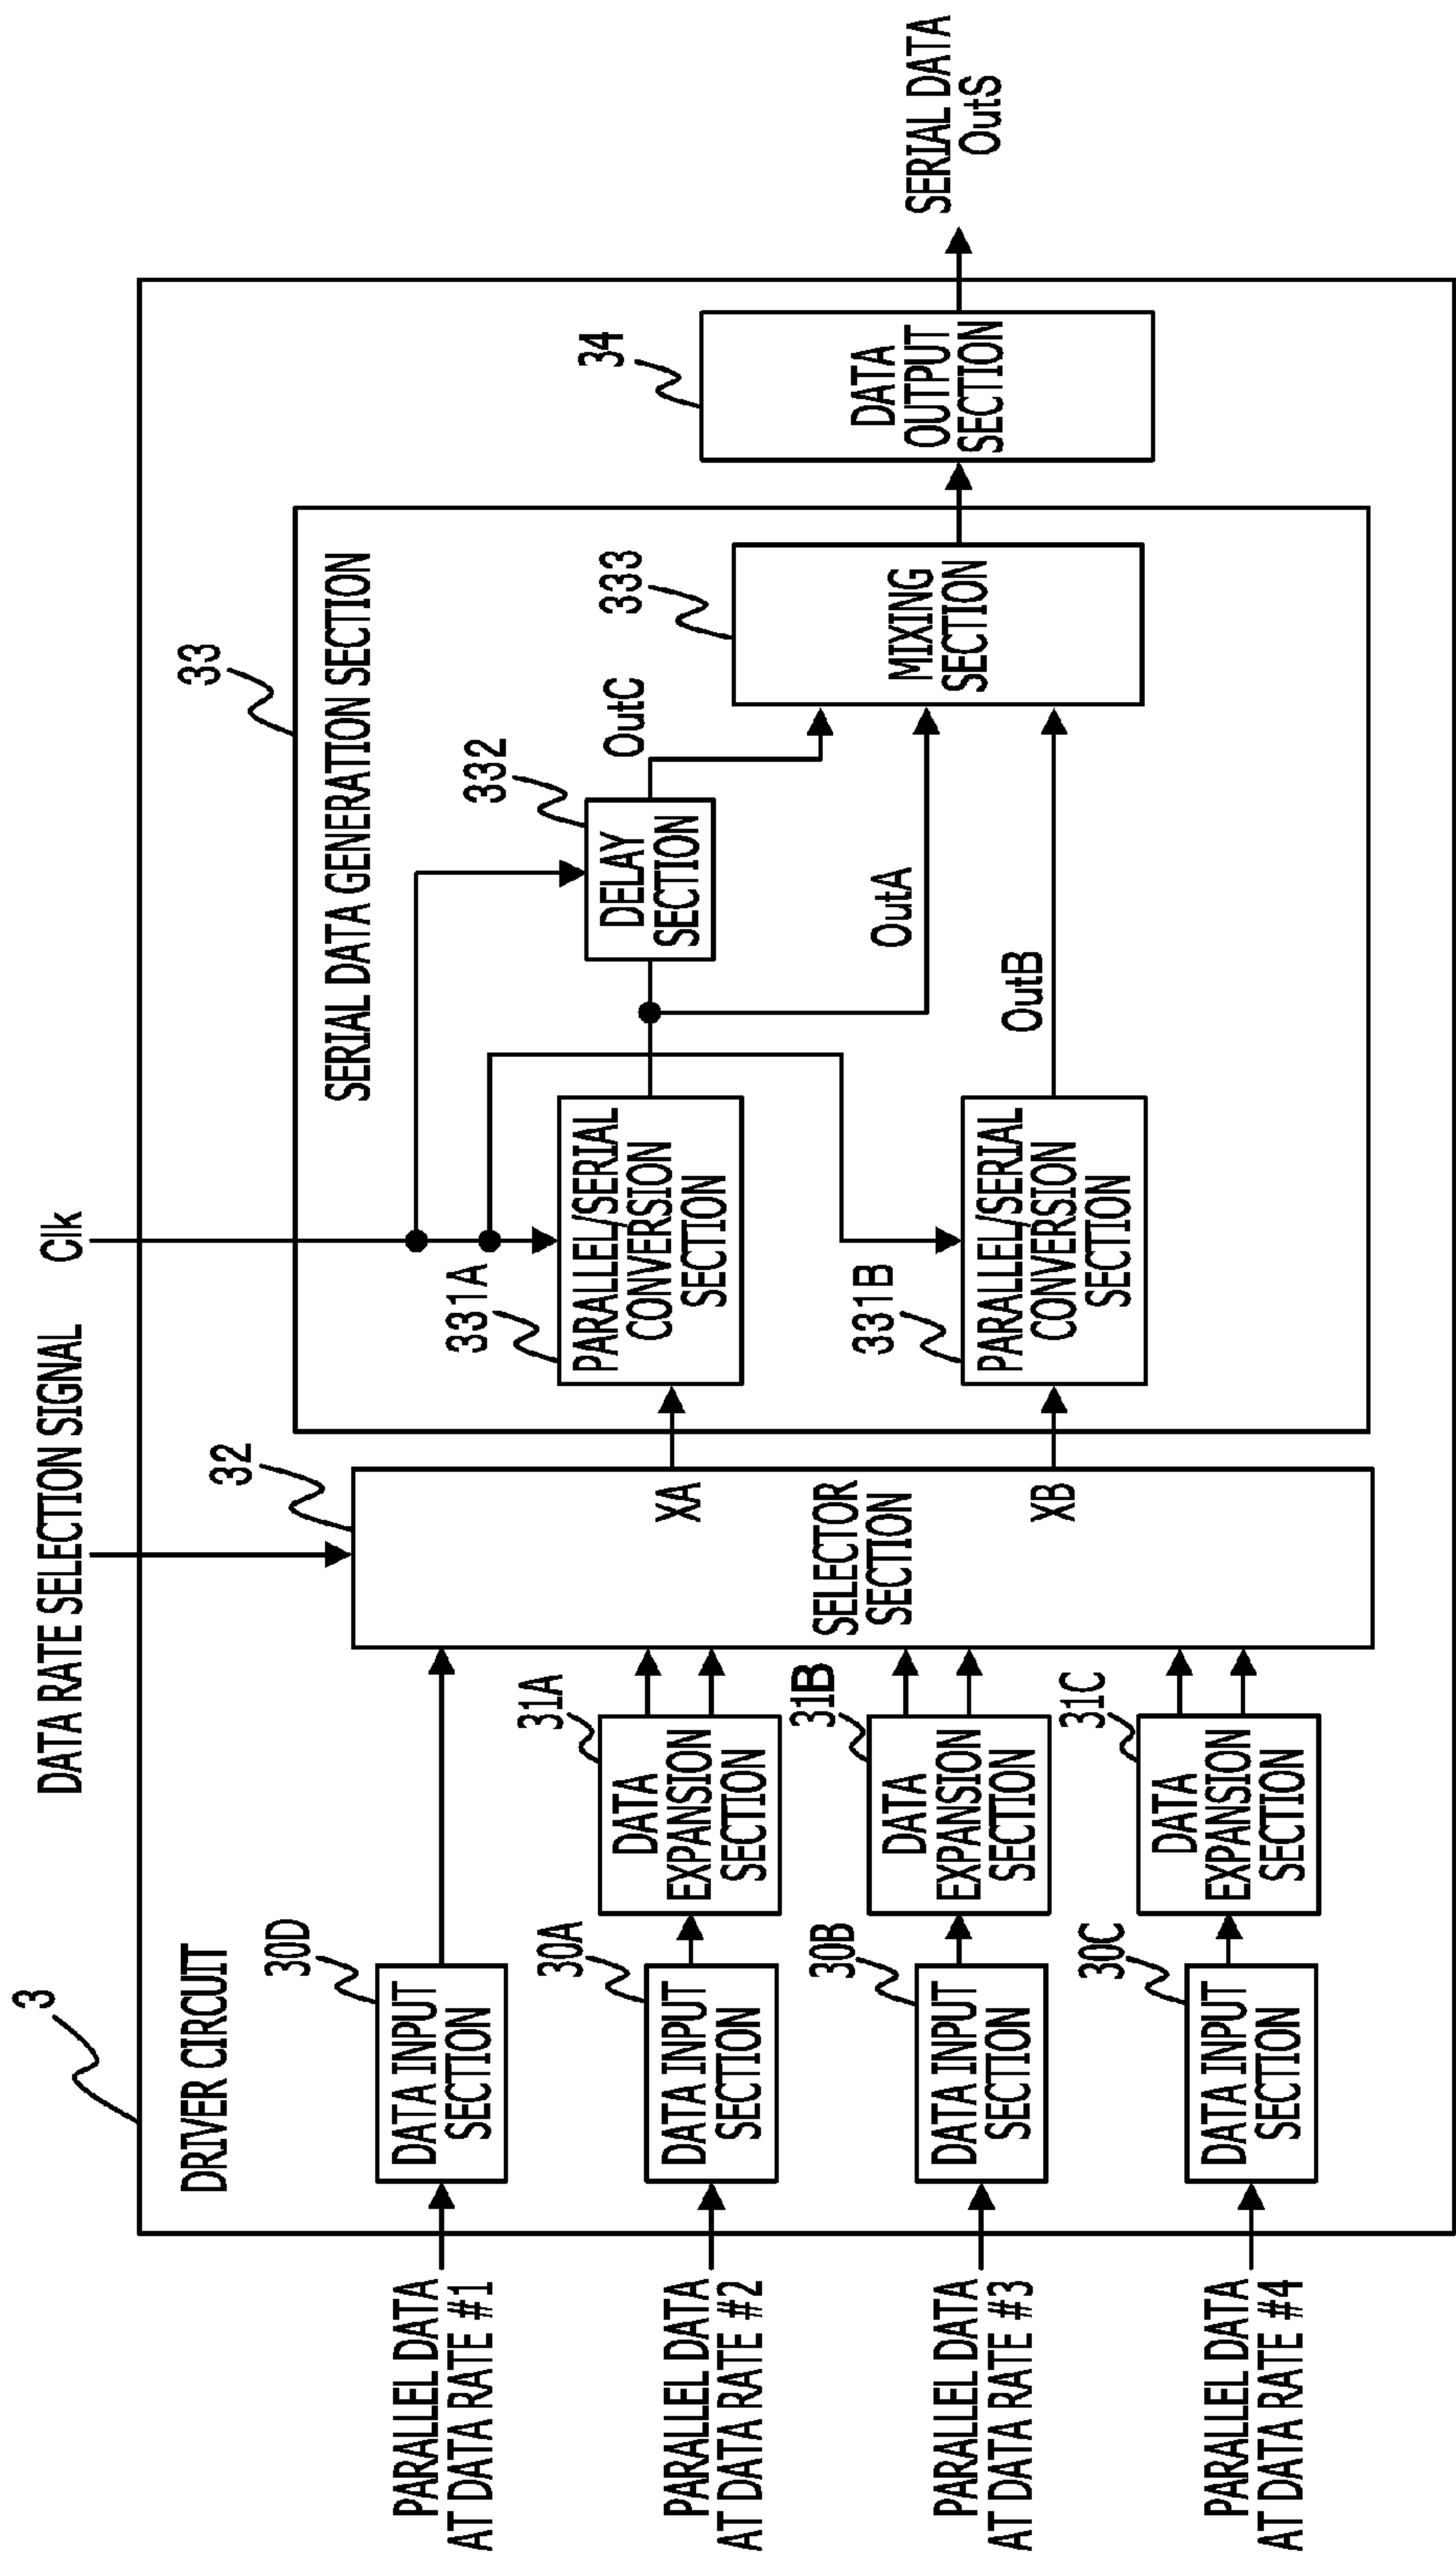 3
DRIVER CIRCUIT
DATA RATE SELECTION SIGNAL
Clk
PARALLEL DATA
AT DATA RATE #1
30D
DATA INPUT
SECTION
PARALLEL DATA
AT DATA RATE #2
30A
DATA INPUT
SECTION
31A
DATA
EXPANSION
SECTION
PARALLEL DATA
AT DATA RATE #3
30B
DATA INPUT
SECTION
31B
DATA
EXPANSION
SECTION
PARALLEL DATA
AT DATA RATE #4
30C
DATA INPUT
SECTION
31C
DATA
EXPANSION
SECTION
32
SELECTOR
SECTION
XA
XB
33
SERIAL DATA GENERATION SECTION
331A
PARALLEL/SERIAL
CONVERSION
SECTION
331B
PARALLEL/SERIAL
CONVERSION
SECTION
332
DELAY
SECTION
OutC
OutA
OutB
333
MIXING
SECTION
34
DATA
OUTPUT
SECTION
SERIAL DATA
OutS